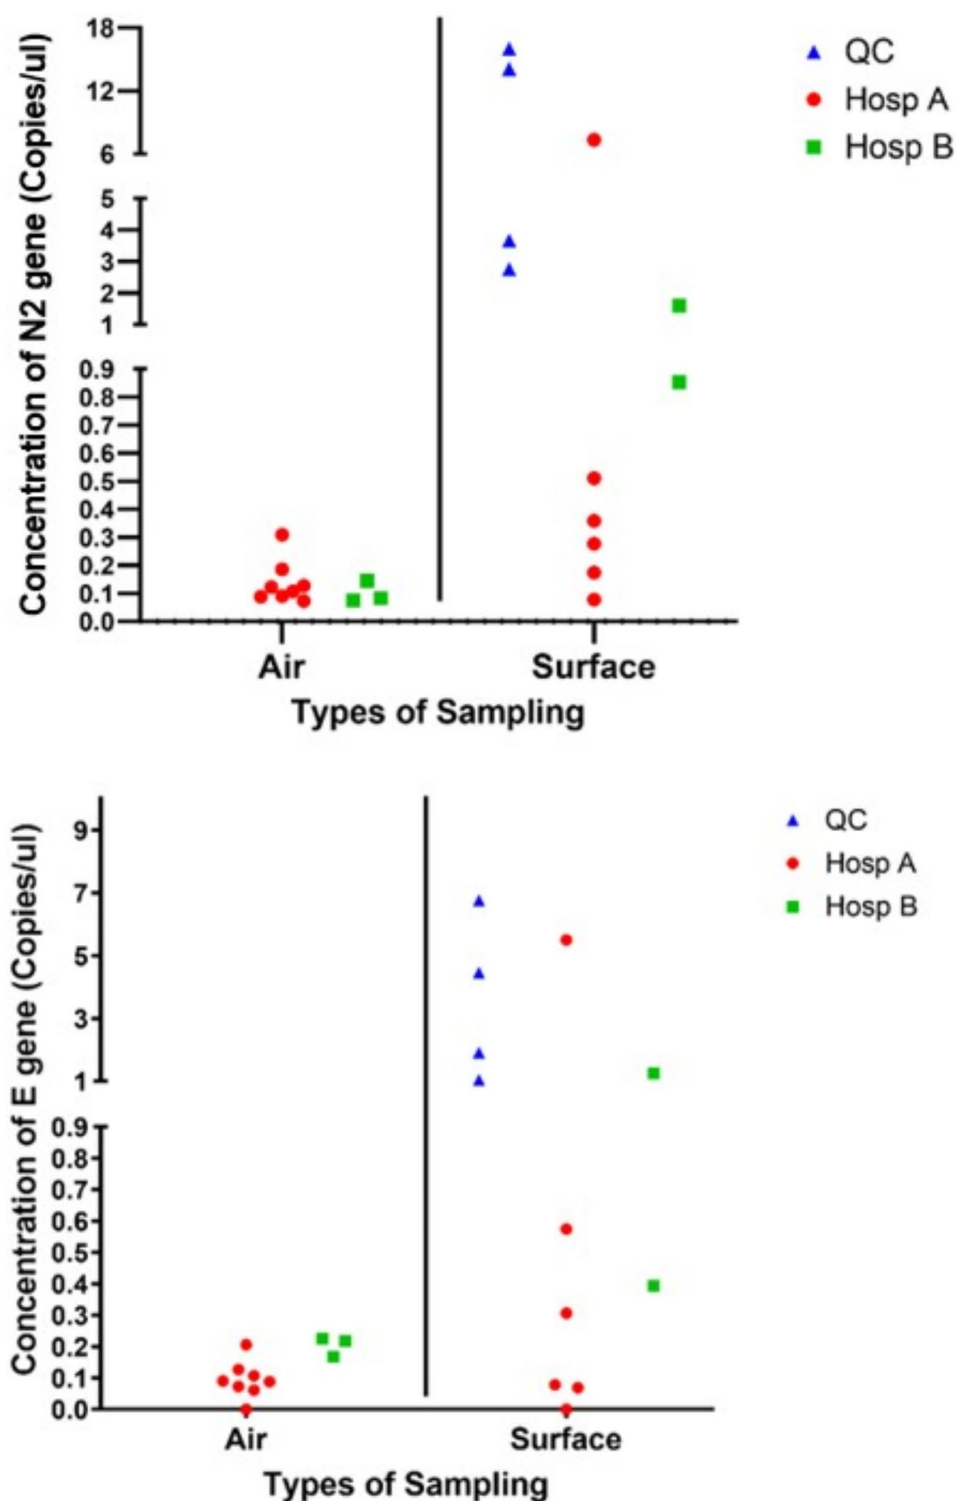 Concentration of N2 gene (Copies/ul)
18
12
6
5
4
3
2
1
0.9
0.8
0.7
0.6
0.5
0.4
0.3
0.2
0.1
0.0
Air
Surface
Types of Sampling
QC
Hosp A
Hosp B
Concentration of E gene (Copies/ul)
9
7
5
3
1
0.9
0.8
0.7
0.6
0.5
0.4
0.3
0.2
0.1
0.0
Air
Surface
Types of Sampling
QC
Hosp A
Hosp B